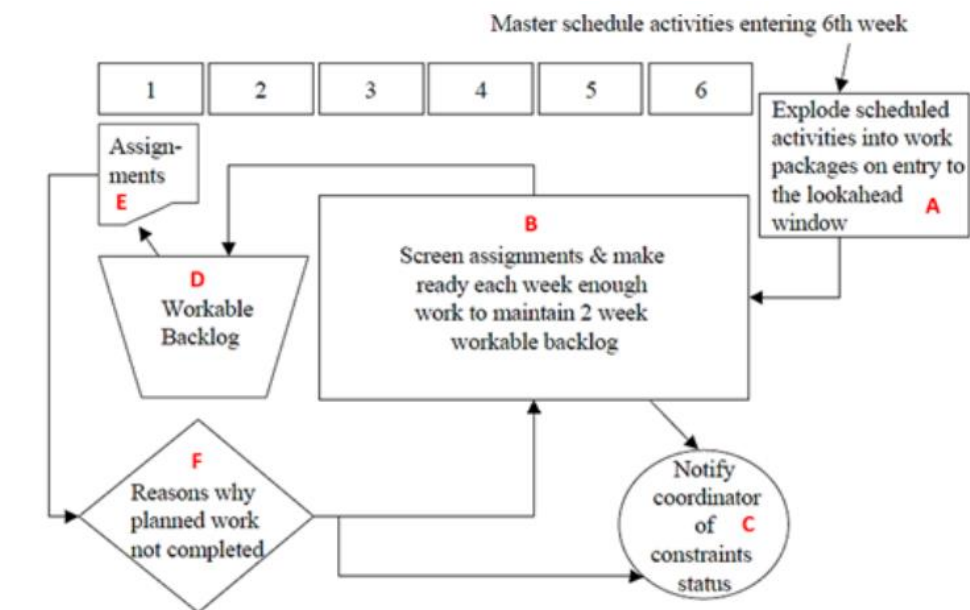 Master schedule activities entering 6th week
1 2 3 4 5 6
Explode scheduled
activities into work
packages on entry to
the lookahead
window
A
Assign-
ments
E
B
Screen assignments & make
ready each week enough
work to maintain 2 week
workable backlog
D
Workable
Backlog
F
Reasons why
planned work
not completed
Notify
coordinator
of C
constraints
status